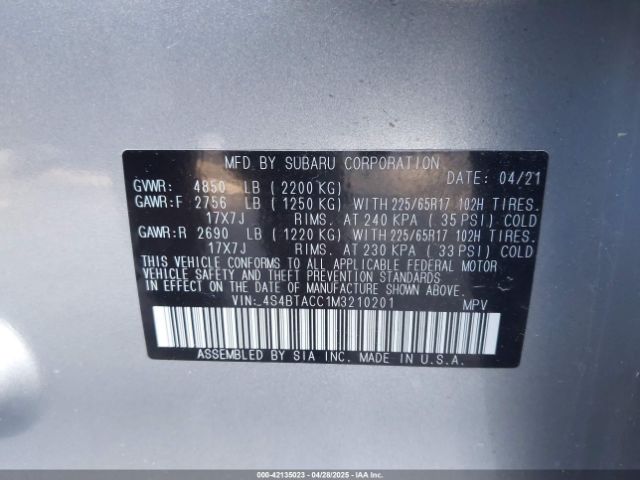 MFD BY SUBARU CORPORATION
DATE: 04/21
GVWR: 4850 LB (2200 KG)
GAWR:F 2756 LB (1250 KG) WITH 225/65R17 102H TIRES.
17X7J RIMS. AT 240 KPA (35 PSI) COLD
GAWR:R 2690 LB (1220 KG) WITH 225/65R17 102H TIRES.
17X7J RIMS. AT 230 KPA (33 PSI) COLD
THIS VEHICLE CONFORMS TO ALL APPLICABLE FEDERAL MOTOR
VEHICLE SAFETY AND THEFT PREVENTION STANDARDS
IN EFFECT ON THE DATE OF MANUFACTURE SHOWN ABOVE.
VIN: 4S4BTACC1M3210201 MPV
ASSEMBLED BY SIA INC. MADE IN U.S.A.
000-42135023 | 04/28/2025 | Copyright IAA, LLC